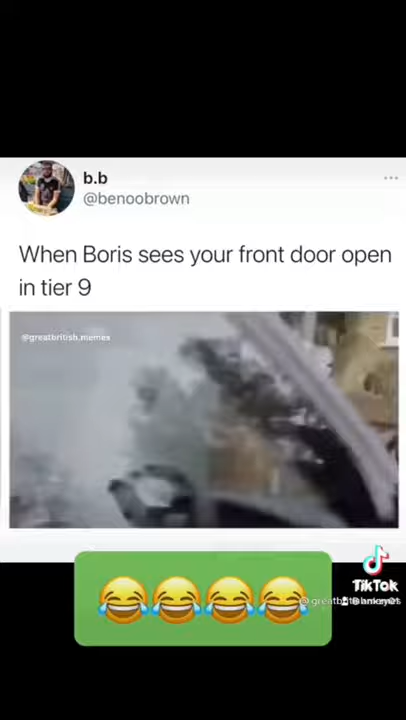 b.b
@benoobrown
When Boris sees your front door open
in tier 9
@greatbritish.memes
TikTok